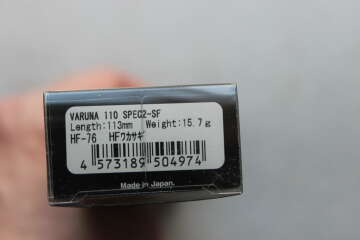 VARUNA 110 SPEC2-SF
Length:113mm Weight:15.7g
HF-76 HFワカサギ
4 573189 504974
Made in Japan.